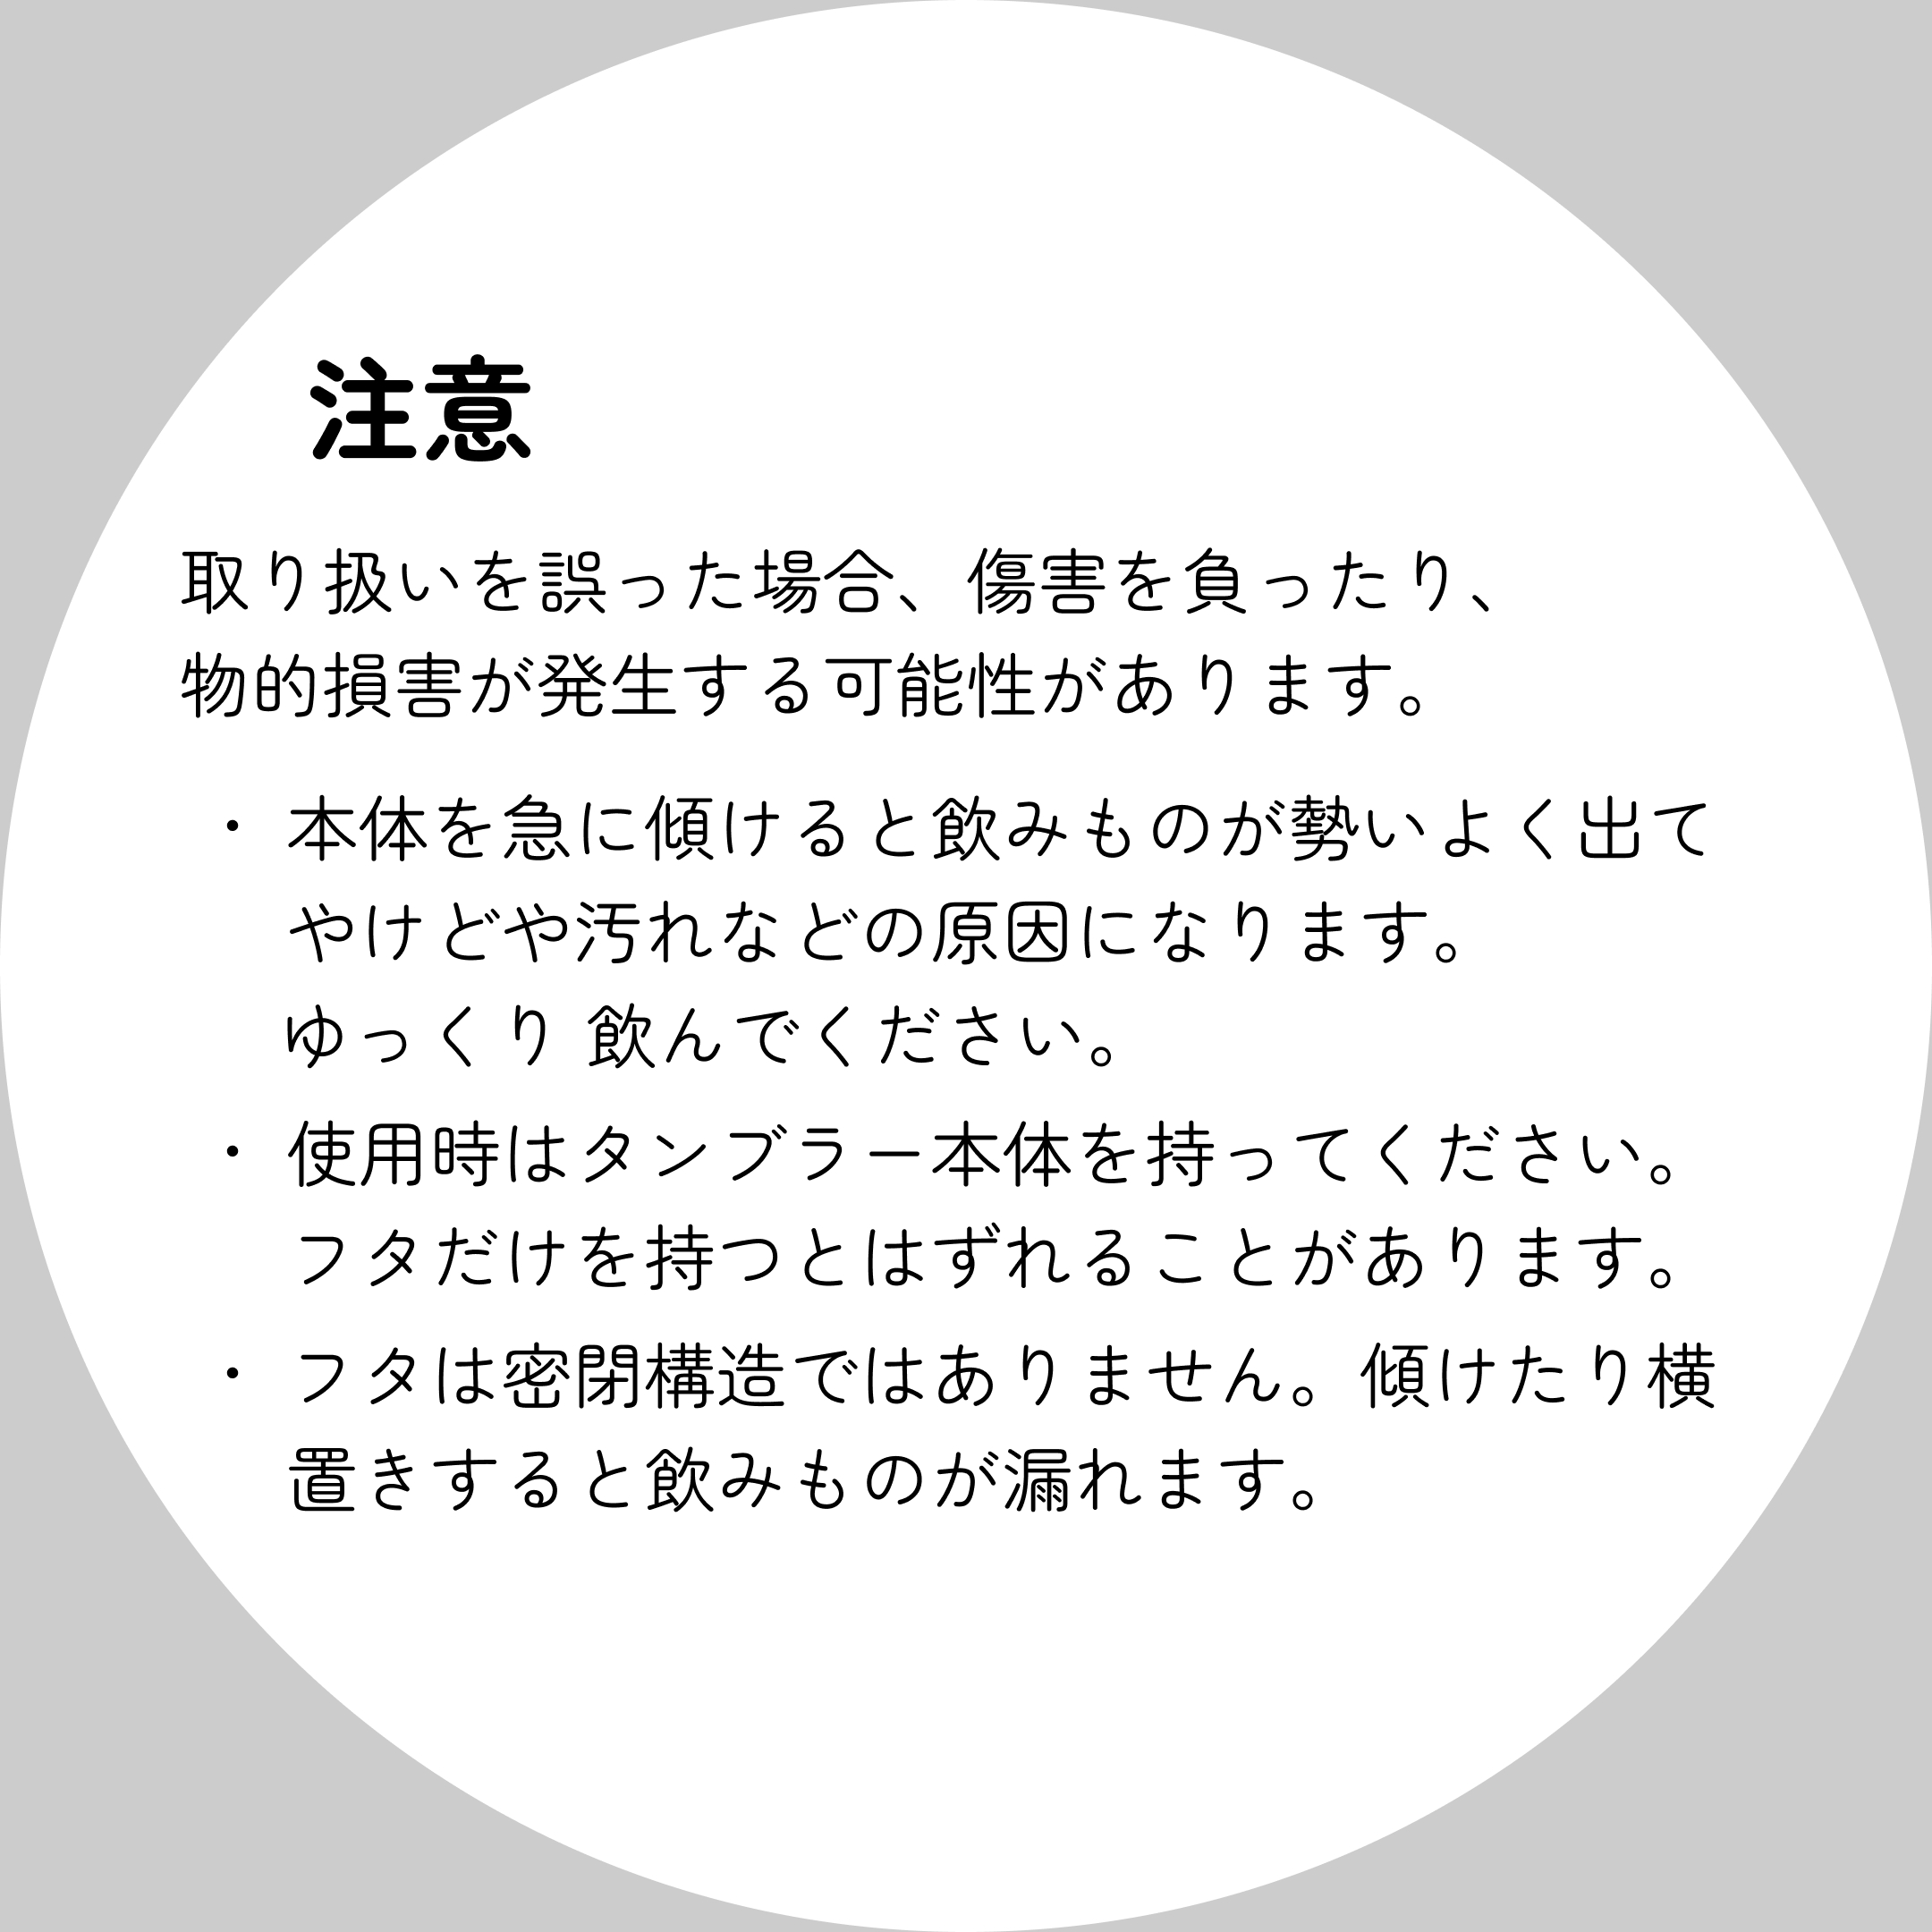 注意
取り扱いを誤った場合、傷害を負ったり、
物的損害が発生する可能性があります。
・本体を急に傾けると飲みものが勢いよく出て
やけどや汚れなどの原因になります。
ゆっくり飲んでください。
・使用時はタンブラー本体を持ってください。
フタだけを持つとはずれることがあります。
・フタは密閉構造ではありません。傾けたり横
置きすると飲みものが漏れます。